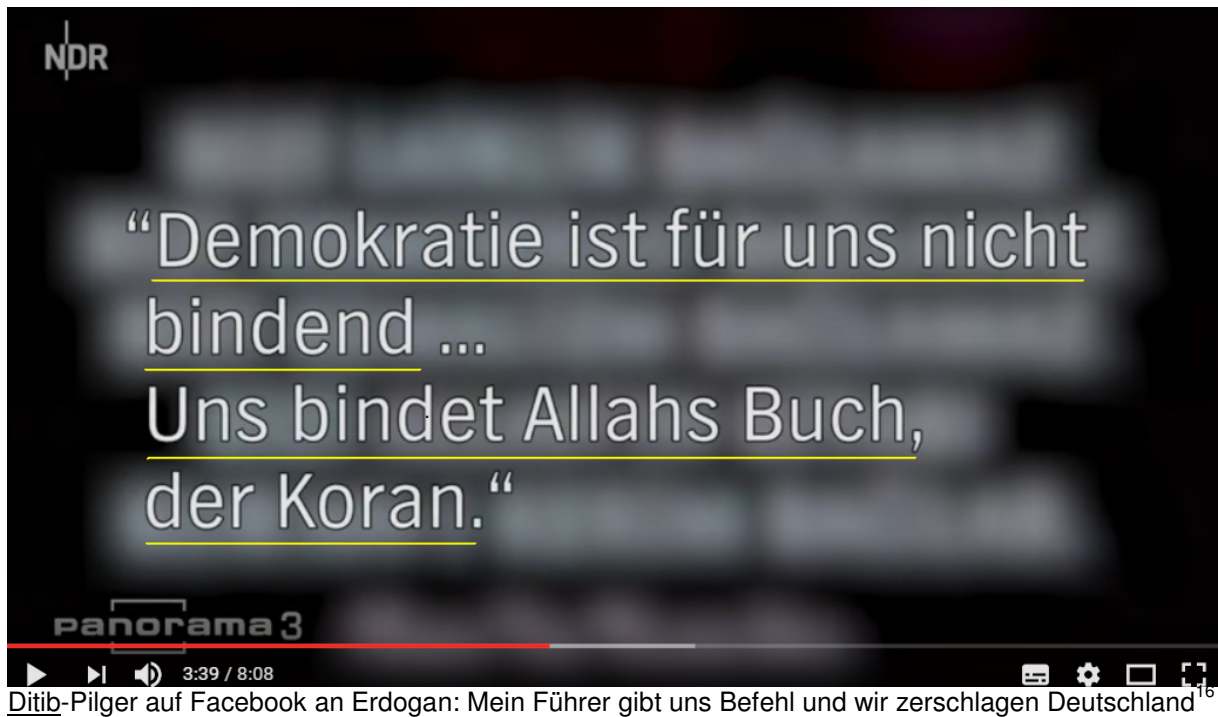 NDR
“Demokratie ist für uns nicht
bindend ...
Uns bindet Allahs Buch,
der Koran.“
panorama 3
3:39 / 8:08
Ditib-Pilger auf Facebook an Erdogan: Mein Führer gibt uns Befehl und wir zerschlagen Deutschland16